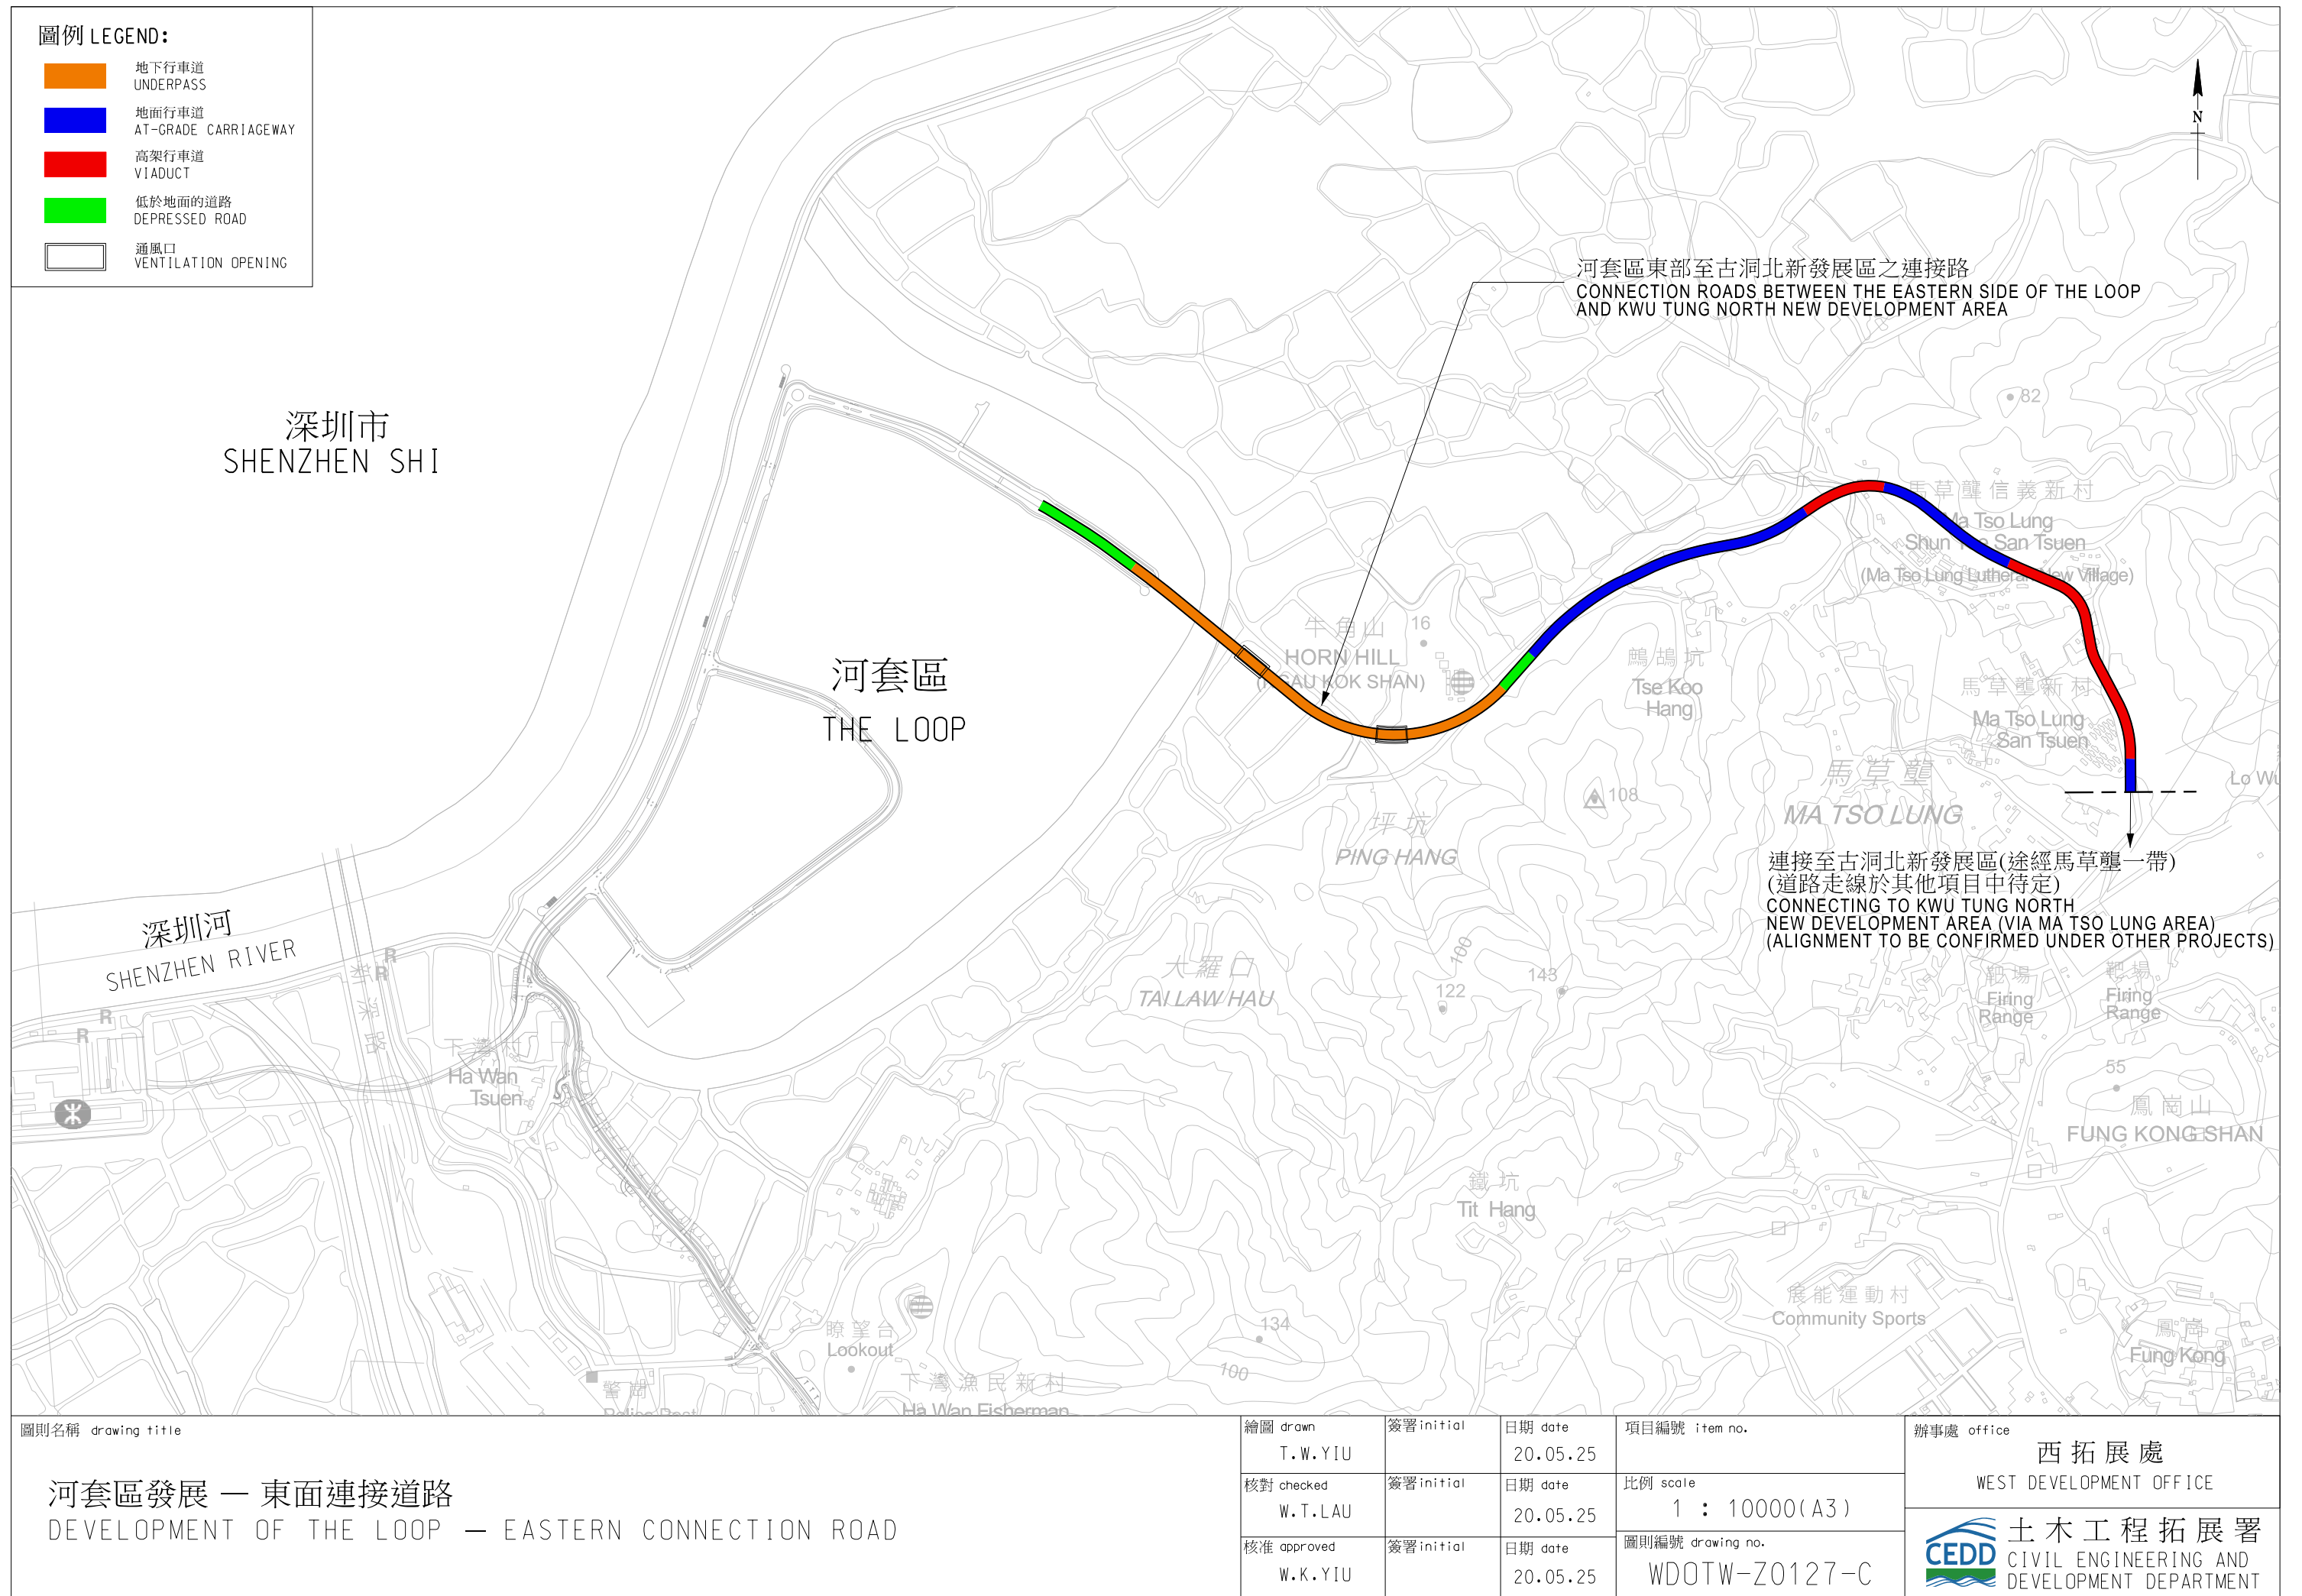 圖例 LEGEND:
地下行車道
UNDERPASS
地面行車道
AT-GRADE CARRIAGEWAY
高架行車道
VIADUCT
低於地面的道路
DEPRESSED ROAD
通風口
VENTILATION OPENING
N
河套區東部至古洞北新發展區之連接路
CONNECTION ROADS BETWEEN THE EASTERN SIDE OF THE LOOP
AND KWU TUNG NORTH NEW DEVELOPMENT AREA
深圳市
SHENZHEN SHI
82
馬草壟信義新村
Ma Tso Lung
Shun Yee San Tsuen
(Ma Tso Lung Lutheran New Village)
牛角山
16
HORN HILL
(NGAU KOK SHAN)
河套區
THE LOOP
鷓鴣坑
Tse Koo
Hang
馬草壟新村
Ma Tso Lung
San Tsuen
馬草壟
MA TSO LUNG
Lo Wu
108
坪坑
PING HANG
連接至古洞北新發展區(途經馬草壟一帶)
(道路走線於其他項目中待定)
CONNECTING TO KWU TUNG NORTH
NEW DEVELOPMENT AREA (VIA MA TSO LUNG AREA)
(ALIGNMENT TO BE CONFIRMED UNDER OTHER PROJECTS)
深圳河
SHENZHEN RIVER
R
R
R
R
新深路
大羅口
TAI LAW HAU
100
122
143
靶場
Firing
Range
靶場
Firing
Range
下灣村
Ha Wan
Tsuen
55
鳳崗山
FUNG KONG SHAN
鐵坑
Tit Hang
展能運動村
Community Sports
瞭望台
Lookout
134
100
鳳崗
Fung Kong
警崗
Police Post
下灣漁民新村
Ha Wan Fisherman
圖則名稱 drawing title
河套區發展 — 東面連接道路
DEVELOPMENT OF THE LOOP — EASTERN CONNECTION ROAD
繪圖 drawn
T.W.YIU
簽署 initial
日期 date
20.05.25
核對 checked
W.T.LAU
簽署 initial
日期 date
20.05.25
核准 approved
W.K.YIU
簽署 initial
日期 date
20.05.25
項目編號 item no.
比例 scale
1 : 10000(A3)
圖則編號 drawing no.
WDOTW-Z0127-C
辦事處 office
西拓展處
WEST DEVELOPMENT OFFICE
CEDD
土木工程拓展署
CIVIL ENGINEERING AND
DEVELOPMENT DEPARTMENT